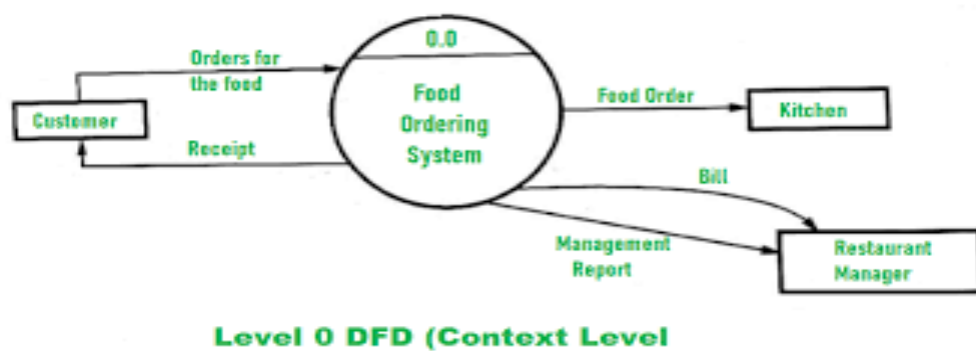 0.0
Orders for
the food
Food
Ordering
System
Customer
Receipt
Food Order
Kitchen
Bill
Management
Report
Restaurant
Manager
Level 0 DFD (Context Level